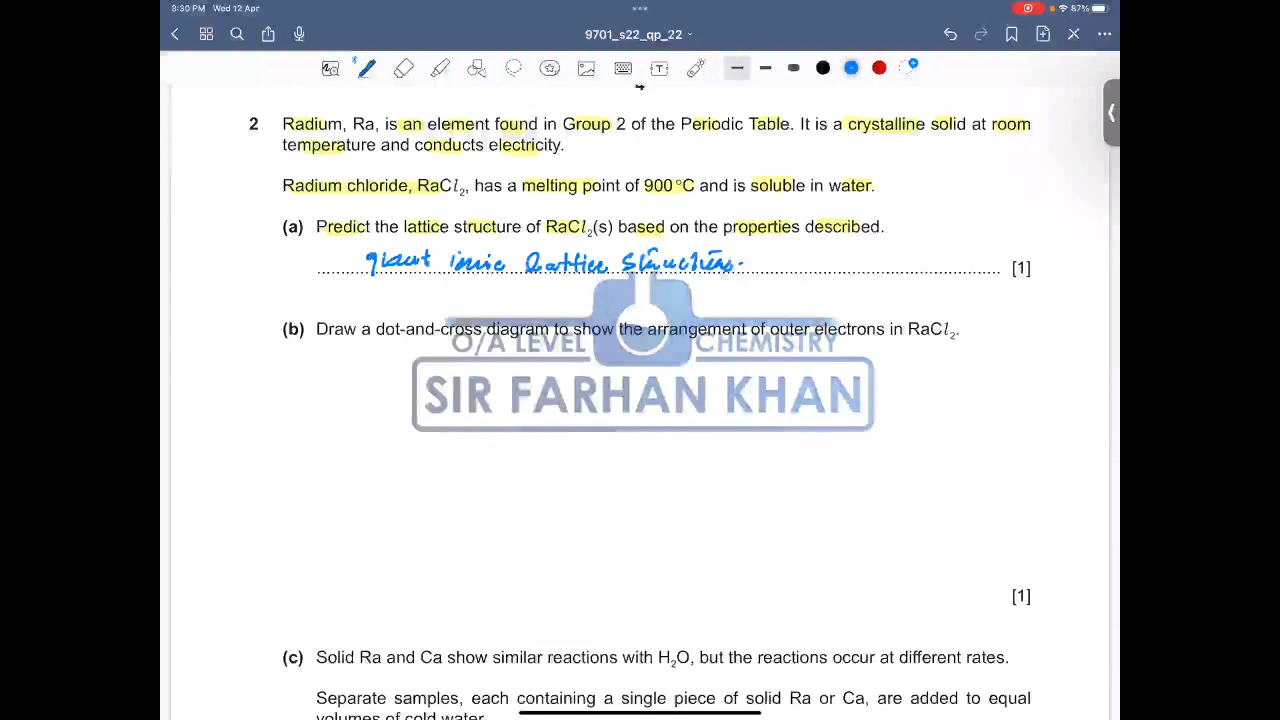 8:30 PM Wed 12 Apr
87%
9701_s22_qp_22
2 Radium, Ra, is an element found in Group 2 of the Periodic Table. It is a crystalline solid at room
temperature and conducts electricity.
Radium chloride, RaCl₂, has a melting point of 900 °C and is soluble in water.
(a) Predict the lattice structure of RaCl₂(s) based on the properties described.
giant ionic lattice structure.
[1]
(b) Draw a dot-and-cross diagram to show the arrangement of outer electrons in RaCl₂.
O/A LEVEL CHEMISTRY
SIR FARHAN KHAN
[1]
(c) Solid Ra and Ca show similar reactions with H₂O, but the reactions occur at different rates.
Separate samples, each containing a single piece of solid Ra or Ca, are added to equal
volumes of cold water.